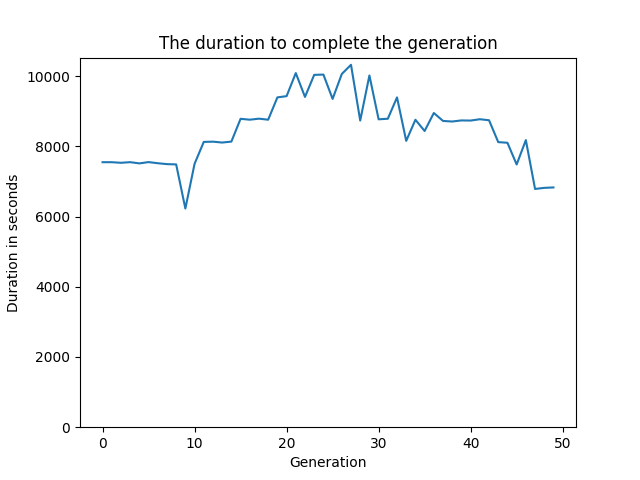 The duration to complete the generation
Duration in seconds
10000
8000
6000
4000
2000
0
0 10 20 30 40 50
Generation